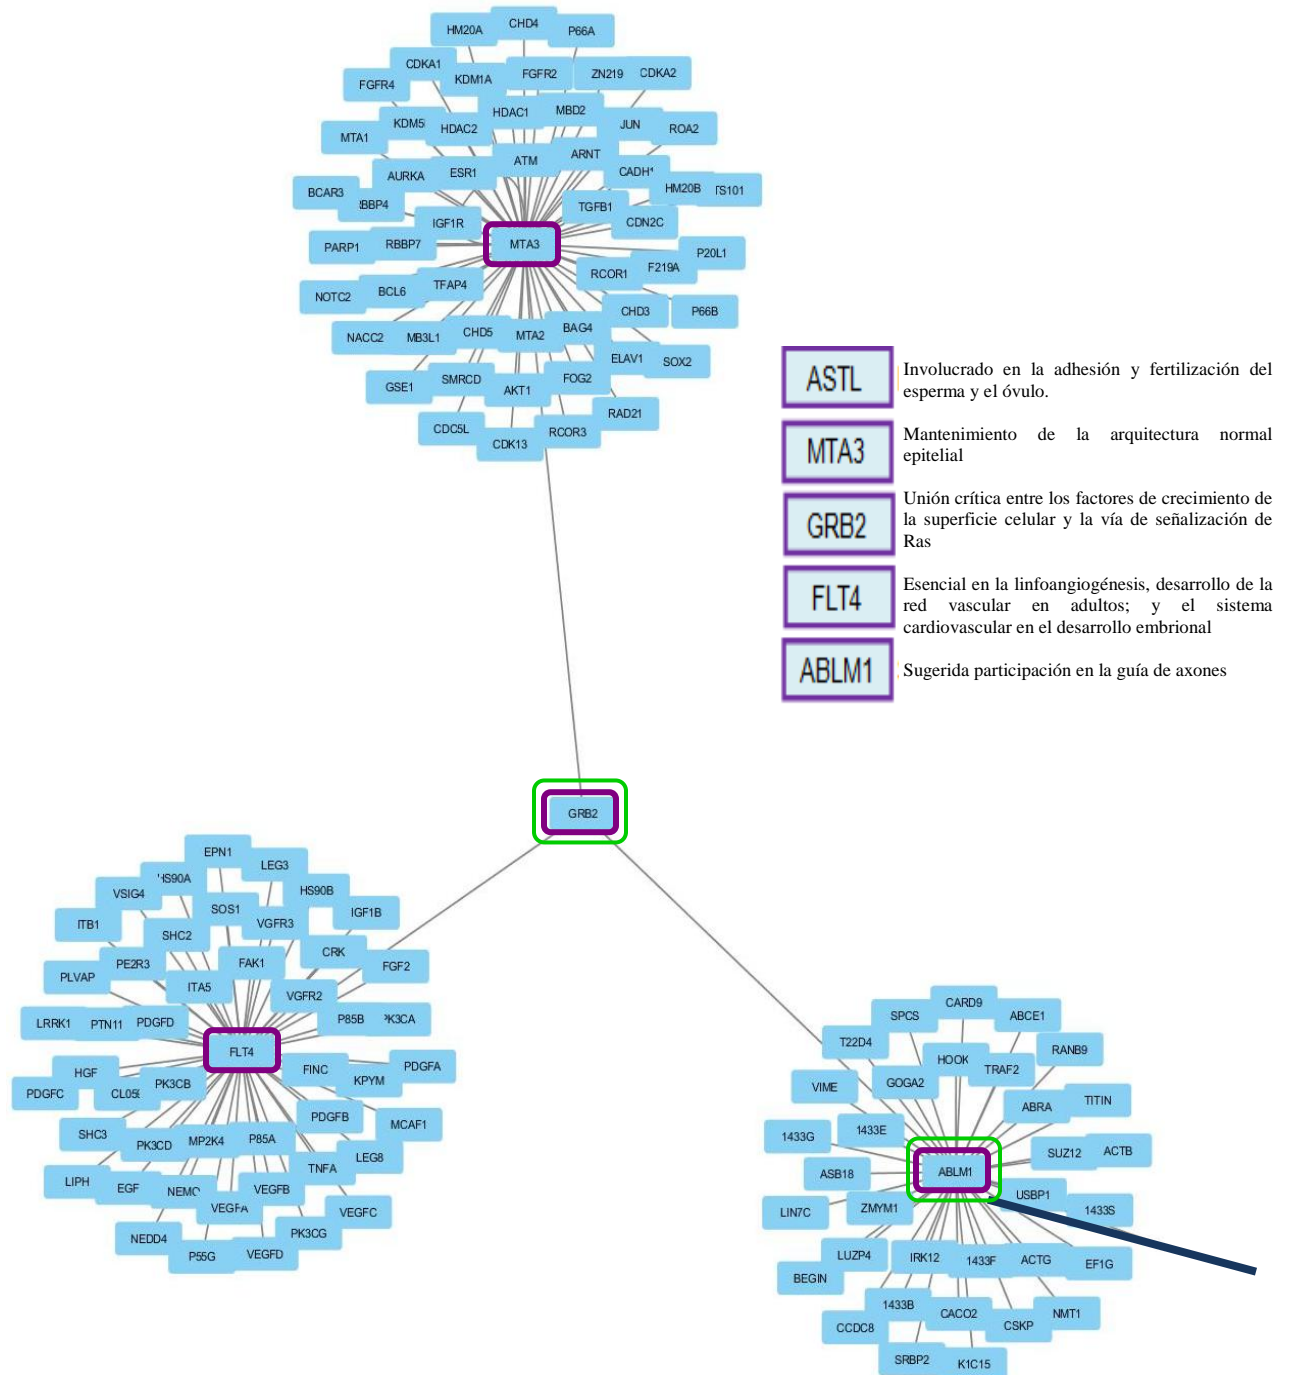 HM20A
CHD4
P66A
CDKA1
FGFR4
KDM1A
FGFR2
ZN219
CDKA2
MTA1
KDM5
HDAC2
HDAC1
MBD2
JUN
ROA2
AURKA
ESR1
ATM
ARNT
CADH1
HM20B
TS101
BCAR3
RBBP4
IGF1R
TGFB1
CDN2C
PARP1
RBBP7
MTA3
P20L1
RCOR1
F219A
NOTC2
BCL6
TFAP4
CHD3
P66B
NACC2
MB3L1
CHD5
MTA2
BAG4
ELAV1
SOX2
GSE1
SMRCD
AKT1
FOG2
RAD21
CDC5L
CDK13
RCOR3
ASTL
Involucrado en la adhesión y fertilización del
esperma y el óvulo.
MTA3
Mantenimiento de la arquitectura normal
epitelial
GRB2
Unión crítica entre los factores de crecimiento de
la superficie celular y la vía de señalización de
Ras
FLT4
Esencial en la linfoangiogénesis, desarrollo de la
red vascular en adultos; y el sistema
cardiovascular en el desarrollo embrional
ABLM1
Sugerida participación en la guía de axones
GRB2
EPN1
LEG3
HS90A
VSIG4
HS90B
IGF1B
ITB1
SOS1
VGFR3
SHC2
CRK
FGF2
PLVAP
PE2R3
FAK1
ITA5
VGFR2
LRRK1
PTN11
PDGFD
P85B
PK3CA
FLT4
HGF
FINC
KPYM
PDGFA
PDGFC
CL05
PK3CB
PDGFB
MCAF1
SHC3
PK3CD
MP2K4
P85A
TNFA
LEG8
LIPH
EGF
NEMO
VEGFB
VEGFA
VEGFC
NEDD4
P55G
VEGFD
PK3CG
CARD9
SPCS
ABCE1
T22D4
HOOK
TRAF2
RANB9
VIME
GOGA2
ABRA
TITIN
1433G
1433E
SUZ12
ACTB
ASB18
ABLM1
USBP1
LIN7C
ZMYM1
1433S
LUZP4
IRK12
1433F
ACTG
EF1G
BEGIN
1433B
CACO2
CSKP
NMT1
CCDC8
SRBP2
K1C15